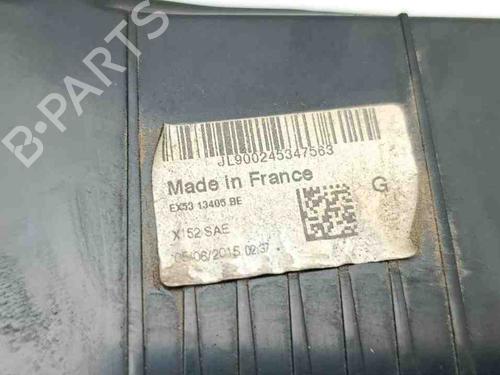 B-PARTS
JL900245347563
Made in France
EX53 13405 BE
G
X152 SAE
05/06/2015 02:37